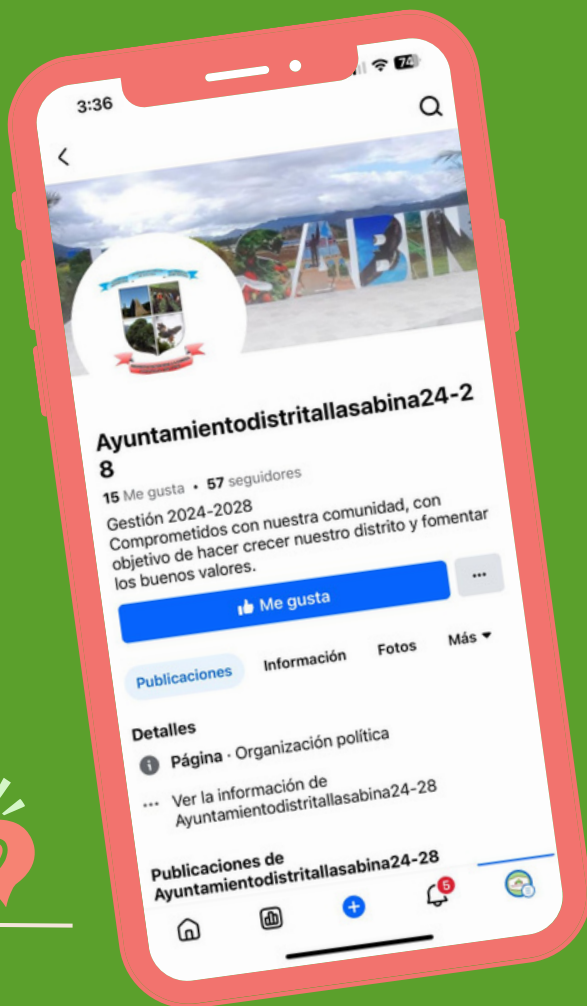 3:36
74
ABIN
Ayuntamientodistritallasabina24-2
8
15 Me gusta • 57 seguidores
Gestión 2024-2028
Comprometidos con nuestra comunidad, con
objetivo de hacer crecer nuestro distrito y fomentar
los buenos valores.
Me gusta
Publicaciones Información Fotos Más
Detalles
Página · Organización política
Ver la información de
Ayuntamientodistritallasabina24-28
Publicaciones de
Ayuntamientodistritallasabina24-28
5